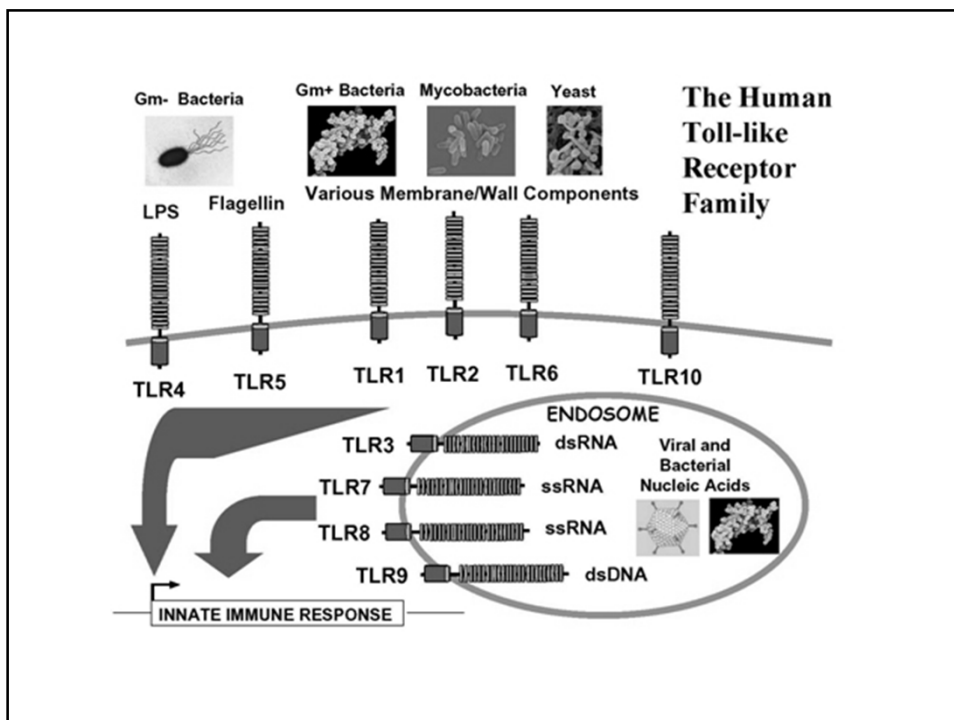 The Human
Toll-like
Receptor
Family
Gm- Bacteria
Gm+ Bacteria
Mycobacteria
Yeast
Various Membrane/Wall Components
LPS
Flagellin
TLR4
TLR5
TLR1
TLR2
TLR6
TLR10
ENDOSOME
TLR3
dsRNA
TLR7
ssRNA
TLR8
ssRNA
TLR9
dsDNA
Viral and
Bacterial
Nucleic Acids
INNATE IMMUNE RESPONSE